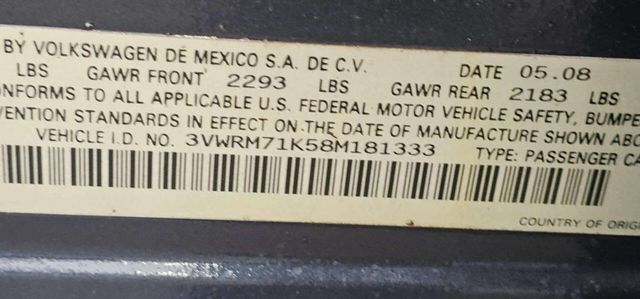 BY VOLKSWAGEN DE MEXICO S.A. DE C.V. DATE 05.08
LBS GAWR FRONT 2293 LBS GAWR REAR 2183 LBS
ONFORMS TO ALL APPLICABLE U.S. FEDERAL MOTOR VEHICLE SAFETY, BUMPE
VENTION STANDARDS IN EFFECT ON THE DATE OF MANUFACTURE SHOWN ABO
VEHICLE I.D. NO. 3VWRM71K58M181333 TYPE: PASSENGER CA
COUNTRY OF ORIGI